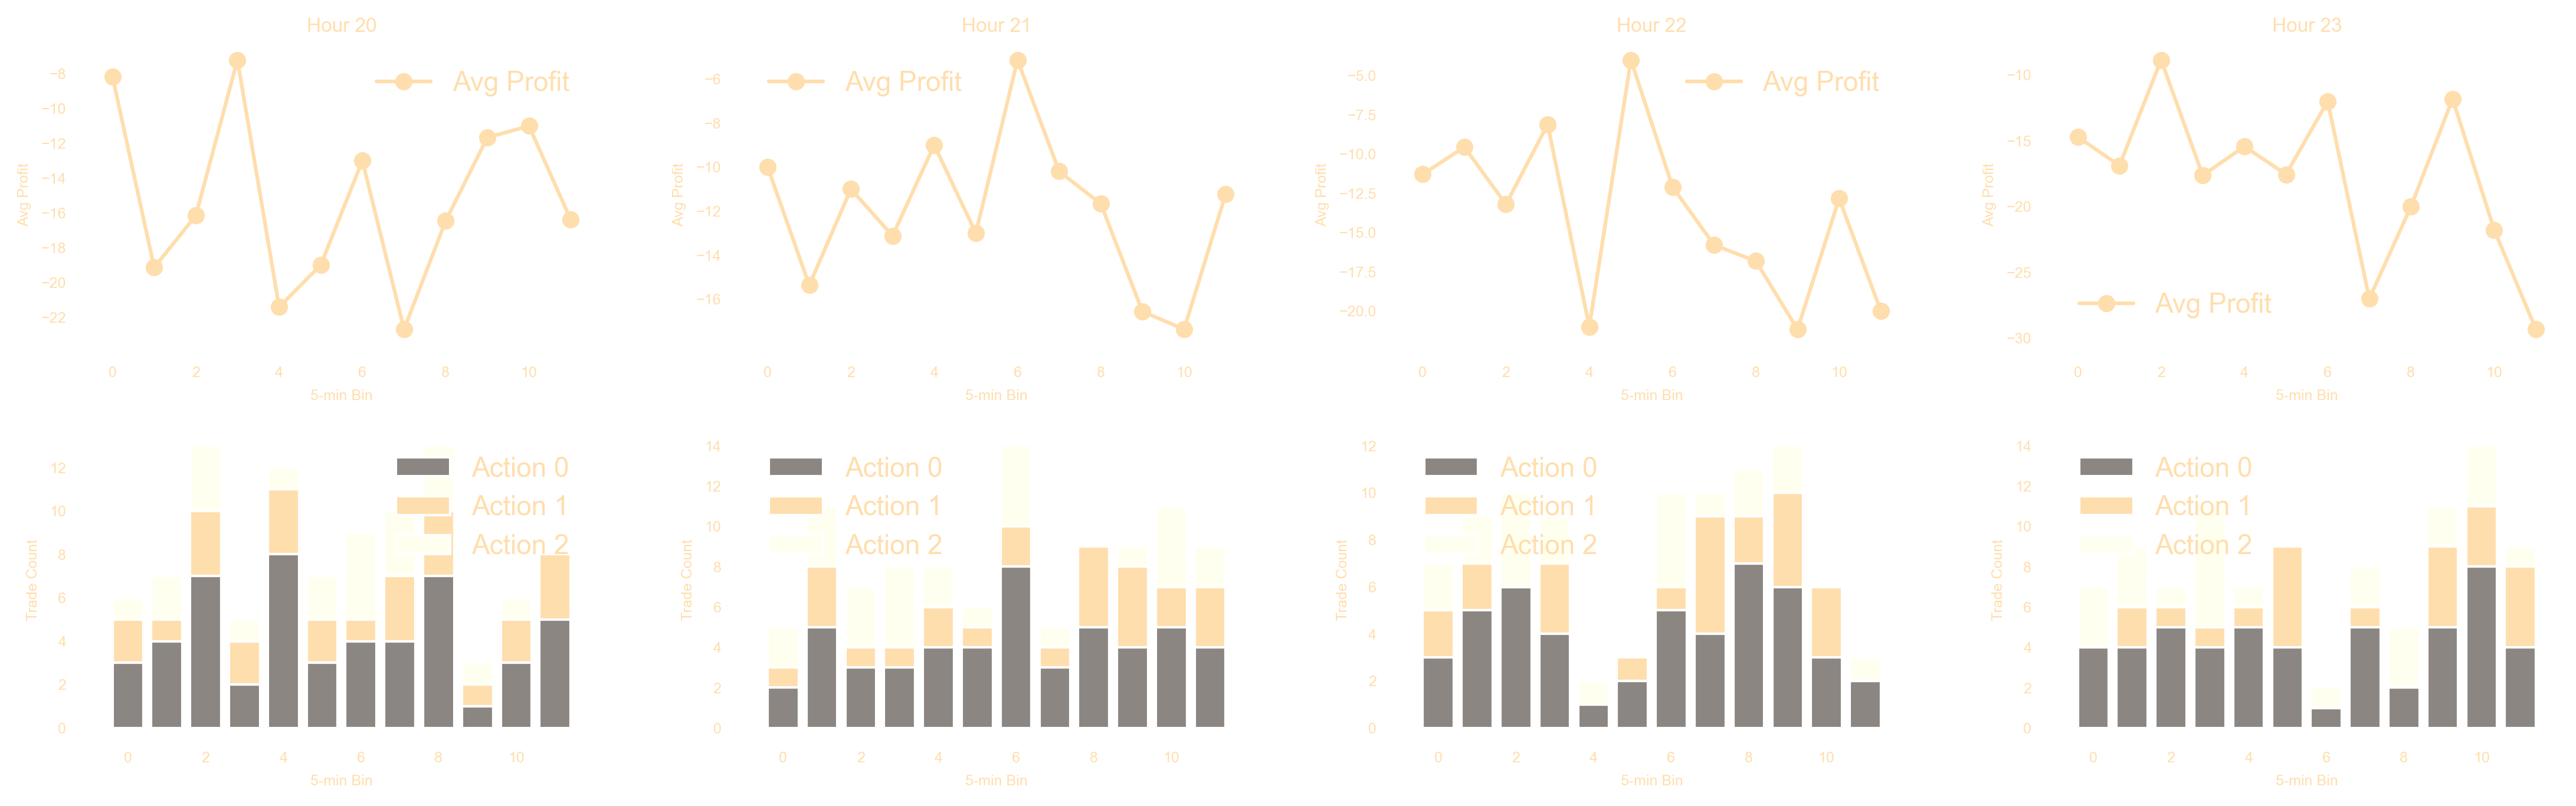 Hour 20
Avg Profit
−8
−10
−12
−14
−16
−18
−20
−22
Avg Profit
0 2 4 6 8 10
5-min Bin
Hour 21
Avg Profit
−6
−8
−10
−12
−14
−16
Avg Profit
0 2 4 6 8 10
5-min Bin
Hour 22
Avg Profit
−5.0
−7.5
−10.0
−12.5
−15.0
−17.5
−20.0
Avg Profit
0 2 4 6 8 10
5-min Bin
Hour 23
−10
−15
−20
−25
−30
Avg Profit
Avg Profit
0 2 4 6 8 10
5-min Bin
Action 0
Action 1
Action 2
12
10
8
6
4
2
0
Trade Count
0 2 4 6 8 10
5-min Bin
Action 0
Action 1
Action 2
14
12
10
8
6
4
2
0
Trade Count
0 2 4 6 8 10
5-min Bin
Action 0
Action 1
Action 2
12
10
8
6
4
2
0
Trade Count
0 2 4 6 8 10
5-min Bin
Action 0
Action 1
Action 2
14
12
10
8
6
4
2
0
Trade Count
0 2 4 6 8 10
5-min Bin